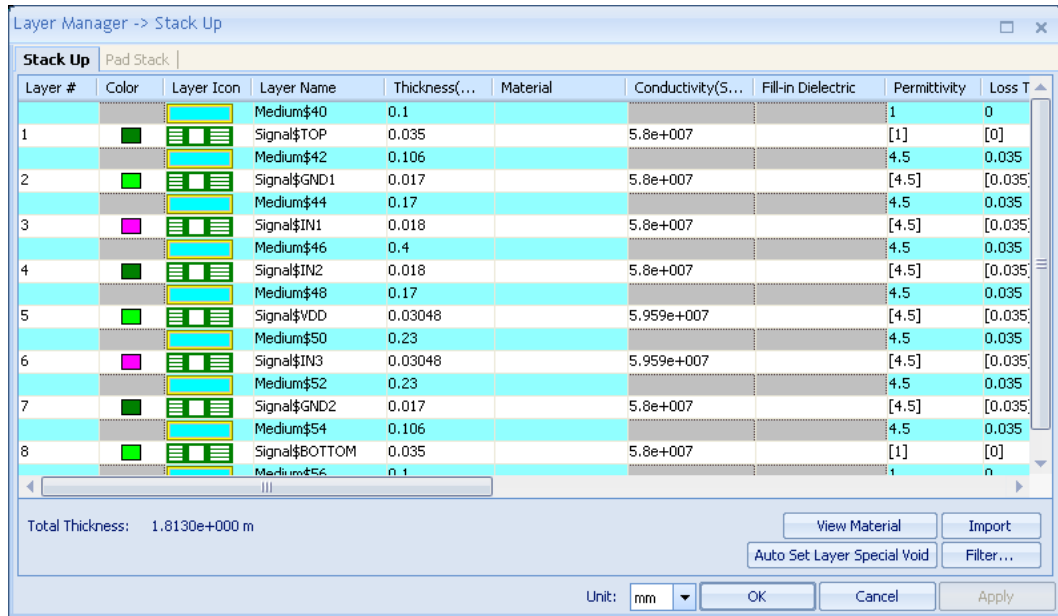 Layer Manager -> Stack Up
Stack Up Pad Stack
Layer # Color Layer Icon Layer Name Thickness(... Material Conductivity(S... Fill-in Dielectric Permittivity Loss T
Medium$40 0.1 1 0
1 Signal$TOP 0.035 5.8e+007 [1] [0]
Medium$42 0.106 4.5 0.035
2 Signal$GND1 0.017 5.8e+007 [4.5] [0.035]
Medium$44 0.17 4.5 0.035
3 Signal$IN1 0.018 5.8e+007 [4.5] [0.035]
Medium$46 0.4 4.5 0.035
4 Signal$IN2 0.018 5.8e+007 [4.5] [0.035]
Medium$48 0.17 4.5 0.035
5 Signal$VDD 0.03048 5.959e+007 [4.5] [0.035]
Medium$50 0.23 4.5 0.035
6 Signal$IN3 0.03048 5.959e+007 [4.5] [0.035]
Medium$52 0.23 4.5 0.035
7 Signal$GND2 0.017 5.8e+007 [4.5] [0.035]
Medium$54 0.106 4.5 0.035
8 Signal$BOTTOM 0.035 5.8e+007 [1] [0]
Medium$56 0.1 1 0
Total Thickness: 1.8130e+000 m
View Material Import
Auto Set Layer Special Void Filter...
Unit: mm OK Cancel Apply